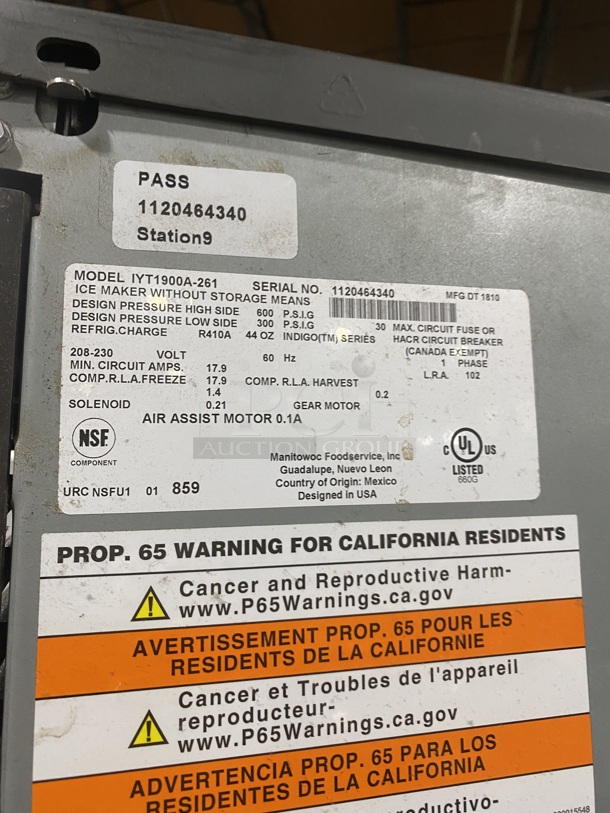 PASS
1120464340
Station9
MODEL IYT1900A-261 SERIAL NO. 1120464340 MFG DT 1810
ICE MAKER WITHOUT STORAGE MEANS
DESIGN PRESSURE HIGH SIDE 600 P.S.I.G
DESIGN PRESSURE LOW SIDE 300 P.S.I.G 30 MAX. CIRCUIT FUSE OR
REFRIG.CHARGE R410A 44 OZ INDIGO(TM) SERIES HACR CIRCUIT BREAKER
(CANADA EXEMPT)
208-230 VOLT 60 Hz 1 PHASE
MIN. CIRCUIT AMPS. 17.9 L.R.A. 102
COMP.R.L.A.FREEZE 17.9 COMP. R.L.A. HARVEST
1.4 0.2
SOLENOID 0.21 GEAR MOTOR
AIR ASSIST MOTOR 0.1A
PCI
AUCTION GROUP
NSF
COMPONENT
Manitowoc Foodservice, Inc
Guadalupe, Nuevo Leon
Country of Origin: Mexico
Designed in USA
C UL US
LISTED
660G
URC NSFU1 01 859
PROP. 65 WARNING FOR CALIFORNIA RESIDENTS
Cancer and Reproductive Harm-
www.P65Warnings.ca.gov
AVERTISSEMENT PROP. 65 POUR LES
RESIDENTS DE LA CALIFORNIE
Cancer et Troubles de l'appareil
reproducteur-
www.P65Warnings.ca.gov
ADVERTENCIA PROP. 65 PARA LOS
RESIDENTES DE LA CALIFORNIA